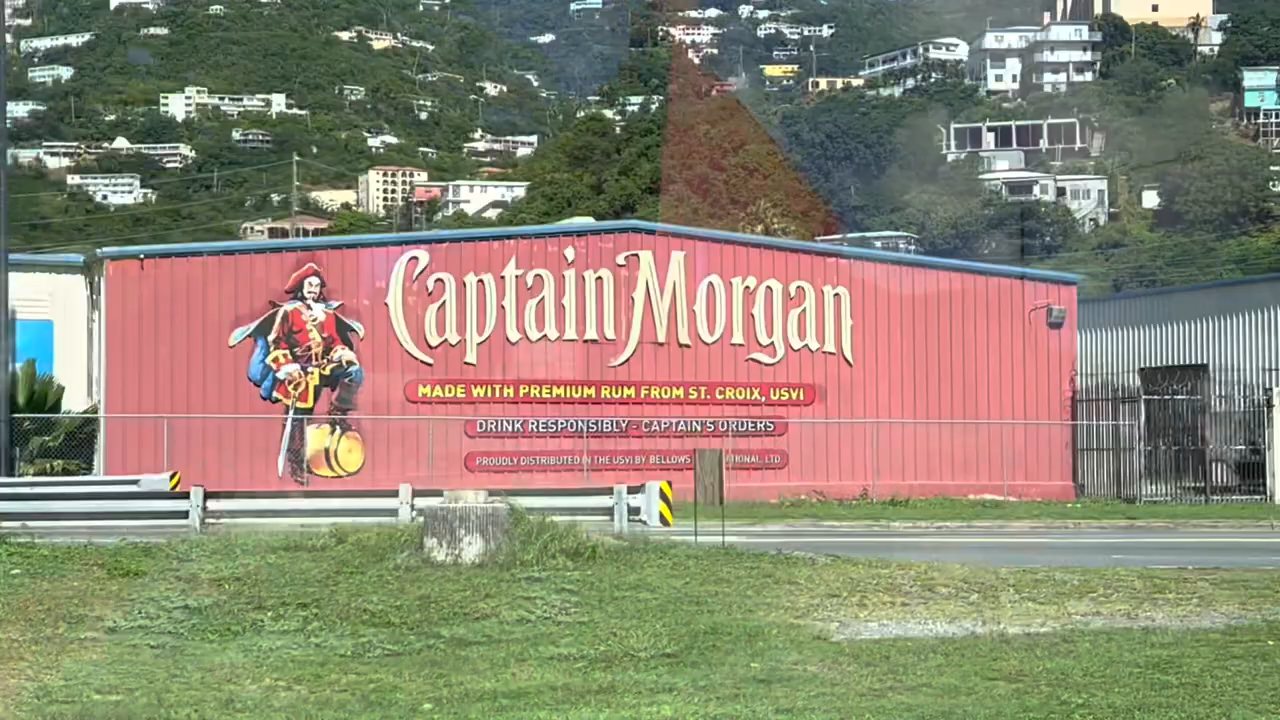 Captain Morgan
MADE WITH PREMIUM RUM FROM ST. CROIX, USVI
DRINK RESPONSIBLY - CAPTAIN'S ORDERS
PROUDLY DISTRIBUTED IN THE USVI BY BELLOWS LTD